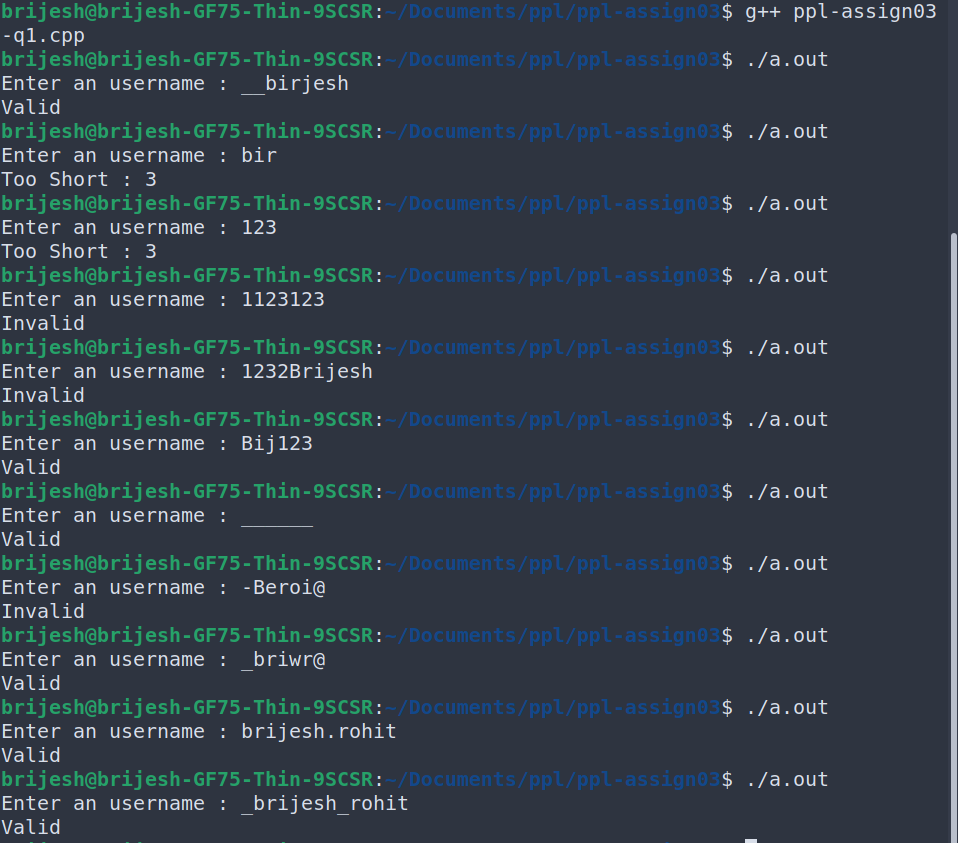 brijesh@brijesh-GF75-Thin-9SCSR:~/Documents/ppl/ppl-assign03$ g++ ppl-assign03
-q1.cpp
brijesh@brijesh-GF75-Thin-9SCSR:~/Documents/ppl/ppl-assign03$ ./a.out
Enter an username : __birjesh
Valid
brijesh@brijesh-GF75-Thin-9SCSR:~/Documents/ppl/ppl-assign03$ ./a.out
Enter an username : bir
Too Short : 3
brijesh@brijesh-GF75-Thin-9SCSR:~/Documents/ppl/ppl-assign03$ ./a.out
Enter an username : 123
Too Short : 3
brijesh@brijesh-GF75-Thin-9SCSR:~/Documents/ppl/ppl-assign03$ ./a.out
Enter an username : 1123123
Invalid
brijesh@brijesh-GF75-Thin-9SCSR:~/Documents/ppl/ppl-assign03$ ./a.out
Enter an username : 1232Brijesh
Invalid
brijesh@brijesh-GF75-Thin-9SCSR:~/Documents/ppl/ppl-assign03$ ./a.out
Enter an username : Bij123
Valid
brijesh@brijesh-GF75-Thin-9SCSR:~/Documents/ppl/ppl-assign03$ ./a.out
Enter an username : ______
Valid
brijesh@brijesh-GF75-Thin-9SCSR:~/Documents/ppl/ppl-assign03$ ./a.out
Enter an username : -Beroi@
Invalid
brijesh@brijesh-GF75-Thin-9SCSR:~/Documents/ppl/ppl-assign03$ ./a.out
Enter an username : _briwr@
Valid
brijesh@brijesh-GF75-Thin-9SCSR:~/Documents/ppl/ppl-assign03$ ./a.out
Enter an username : brijesh.rohit
Valid
brijesh@brijesh-GF75-Thin-9SCSR:~/Documents/ppl/ppl-assign03$ ./a.out
Enter an username : _brijesh_rohit
Valid